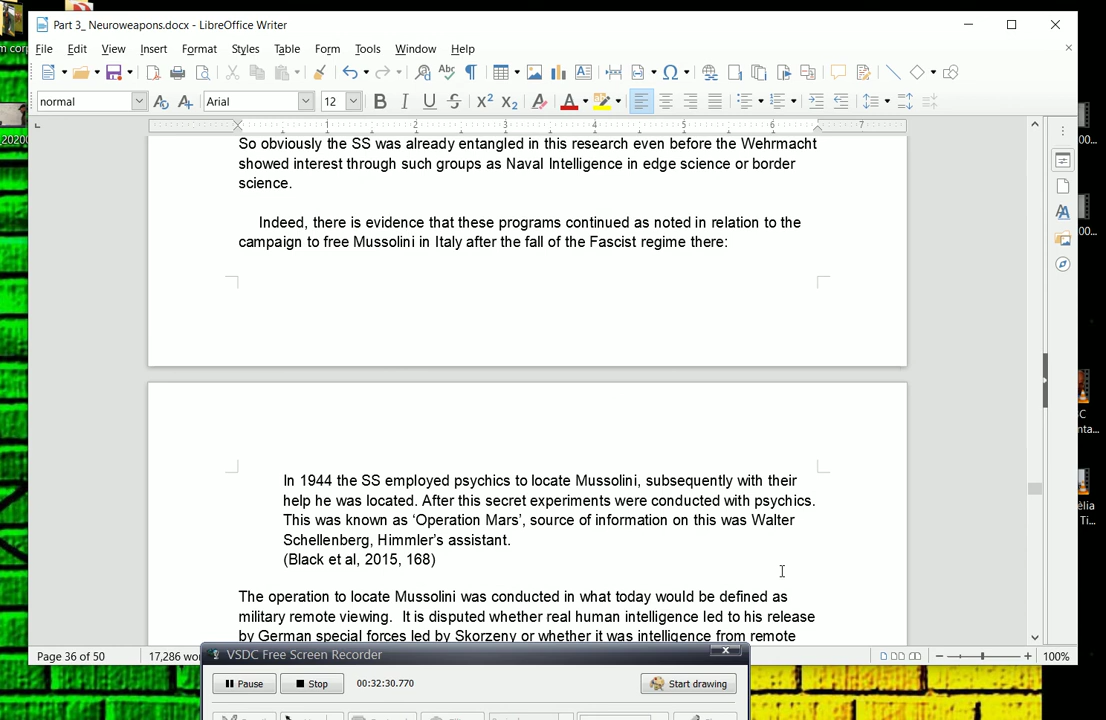 Part 3_ Neuroweapons.docx - LibreOffice Writer
File Edit View Insert Format Styles Table Form Tools Window Help
normal Arial 12
1 2 3 4 5 6 7
So obviously the SS was already entangled in this research even before the Wehrmacht
showed interest through such groups as Naval Intelligence in edge science or border
science.
Indeed, there is evidence that these programs continued as noted in relation to the
campaign to free Mussolini in Italy after the fall of the Fascist regime there:
In 1944 the SS employed psychics to locate Mussolini, subsequently with their
help he was located. After this secret experiments were conducted with psychics.
This was known as ‘Operation Mars’, source of information on this was Walter
Schellenberg, Himmler’s assistant.
(Black et al, 2015, 168)
The operation to locate Mussolini was conducted in what today would be defined as
military remote viewing. It is disputed whether real human intelligence led to his release
by German special forces led by Skorzeny or whether it was intelligence from remote
Page 36 of 50 17,286 wo 100%
VSDC Free Screen Recorder
Pause Stop 00:32:30.770 Start drawing